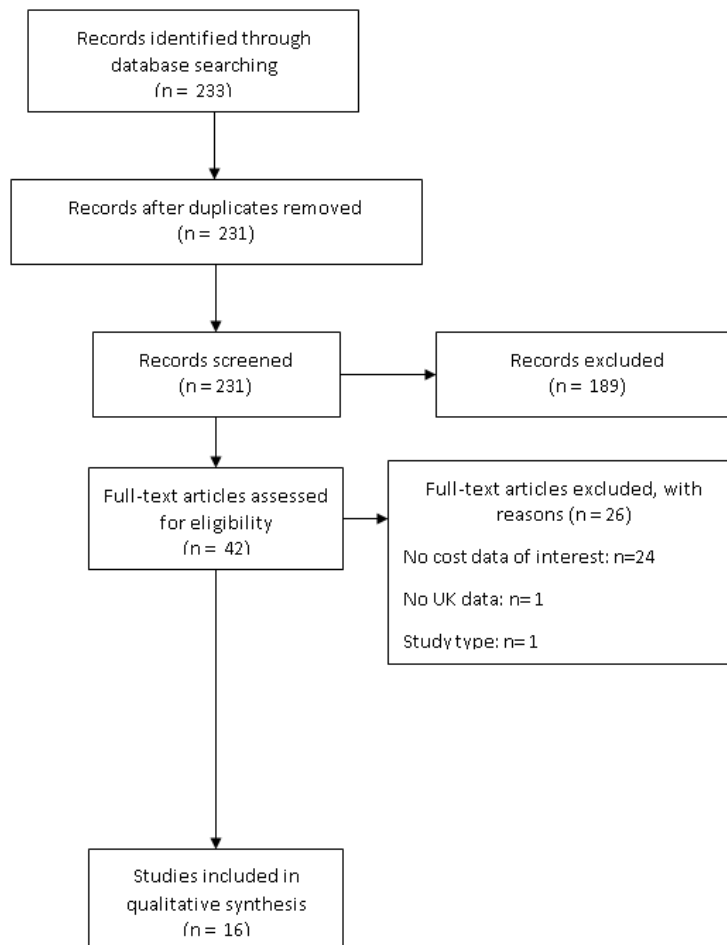 Records identified through
database searching
(n = 233)
Records after duplicates removed
(n = 231)
Records screened
(n=231)
Records excluded
(n = 189)
Full-text articles assessed
for eligibility
(n = 42)
Full-text articles excluded, with
reasons (n = 26)
No cost data of interest: n=24
No UK data: n=1
Study type: n=1
Studies included in
qualitative synthesis
(n = 16)